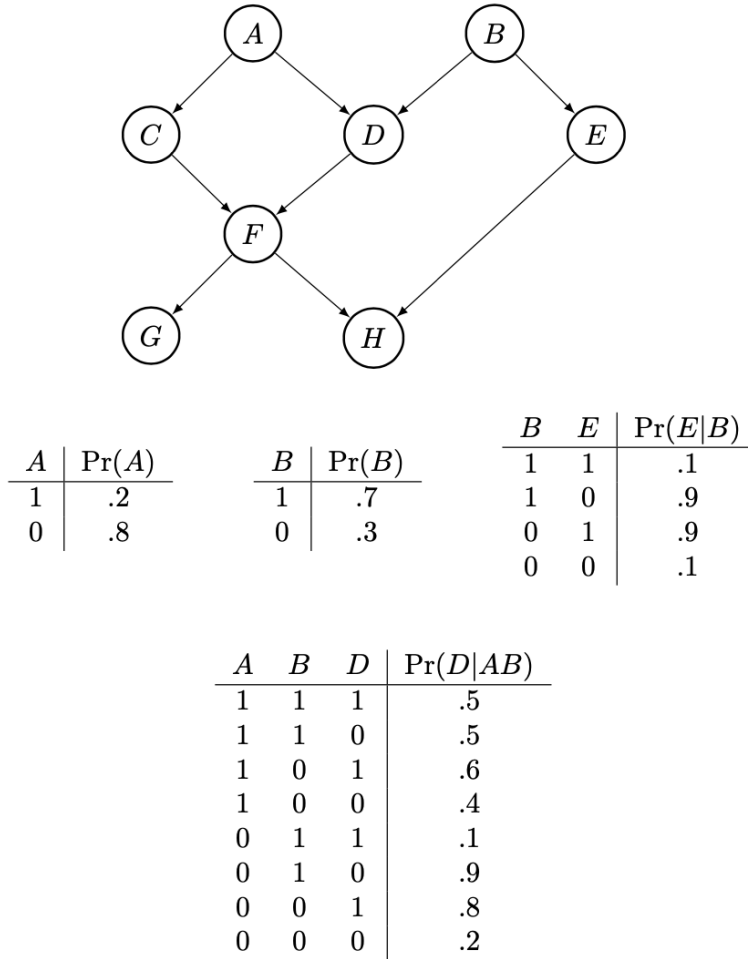 A B
C D E
F
G H
B E Pr(E|B)
A Pr(A) B Pr(B) 1 1 .1
1 .2 1 .7 1 0 .9
0 .8 0 .3 0 1 .9
0 0 .1
A B D Pr(D|AB)
1 1 1 .5
1 1 0 .5
1 0 1 .6
1 0 0 .4
0 1 1 .1
0 1 0 .9
0 0 1 .8
0 0 0 .2